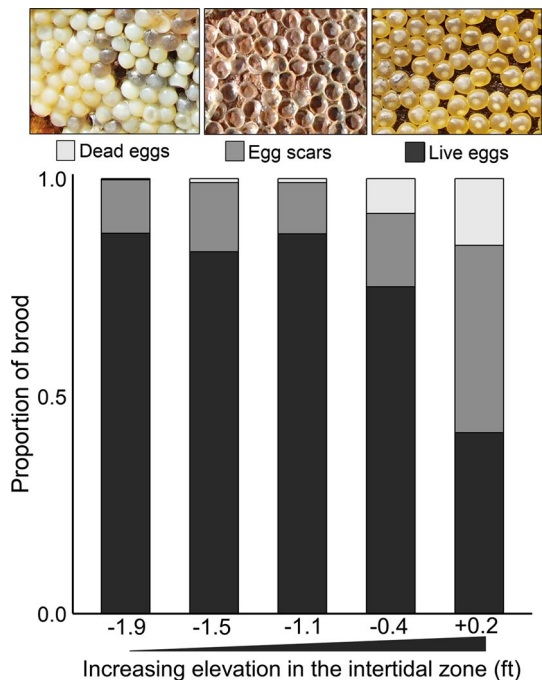 Dead eggs
Egg scars
Live eggs
1.0
0.5
0.0
Proportion of brood
-1.9
-1.5
-1.1
-0.4
+0.2
Increasing elevation in the intertidal zone (ft)